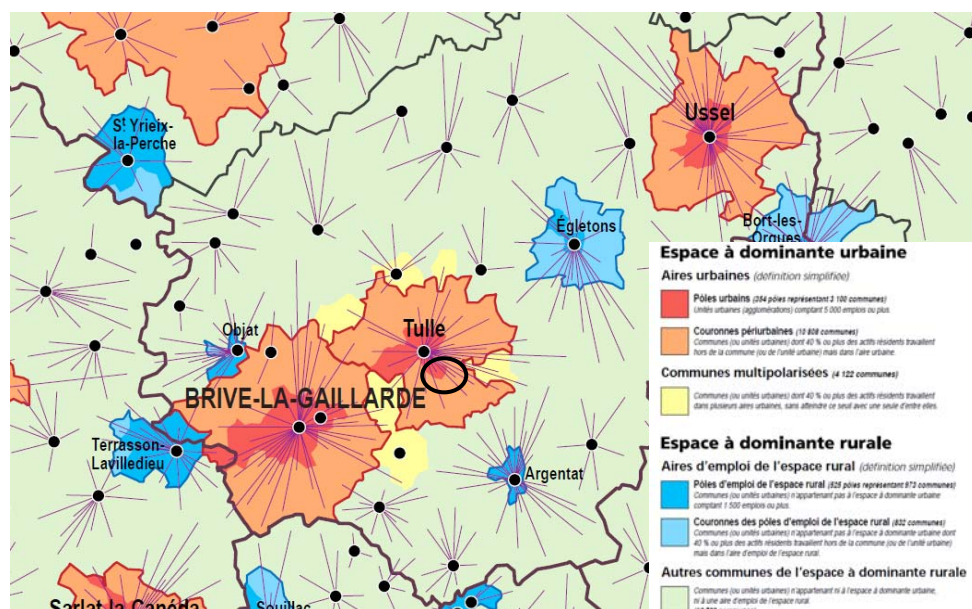 St Yrieix-
la-Perche
Ussel
Égletons
Bort-les-
Orgues
Objat
Tulle
BRIVE-LA-GAILLARDE
Terrasson-
Lavilledieu
Argentat
Sarlat-la-Canéda
Souillac
Espace à dominante urbaine
Aires urbaines (définition simplifiée)
Pôles urbains (354 pôles représentant 3 100 communes)
Unités urbaines (agglomérations) comptant 5 000 emplois ou plus.
Couronnes périurbaines (10 808 communes)
Communes (ou unités urbaines) dont 40 % ou plus des actifs résidents travaillent
hors de la commune (ou de l'unité urbaine) mais dans l'aire urbaine.
Communes multipolarisées (4 122 communes)
Communes (ou unités urbaines) dont 40 % ou plus des actifs résidents travaillent
dans plusieurs aires urbaines, sans atteindre ce seuil avec une seule d'entre elles.
Espace à dominante rurale
Aires d'emploi de l'espace rural (définition simplifiée)
Pôles d'emploi de l'espace rural (525 pôles représentant 973 communes)
Communes (ou unités urbaines) n'appartenant pas à l'espace à dominante urbaine
comptant 1 500 emplois ou plus.
Couronnes des pôles d'emploi de l'espace rural (832 communes)
Communes (ou unités urbaines) n'appartenant pas à l'espace à dominante urbaine dont
40 % ou plus des actifs résidents travaillent hors de la commune (ou de l'unité urbaine)
mais dans l'aire d'emploi de l'espace rural.
Autres communes de l'espace à dominante rurale
Communes (ou unités urbaines) n'appartenant ni à l'espace à dominante urbaine,
ni à une aire d'emploi de l'espace rural.